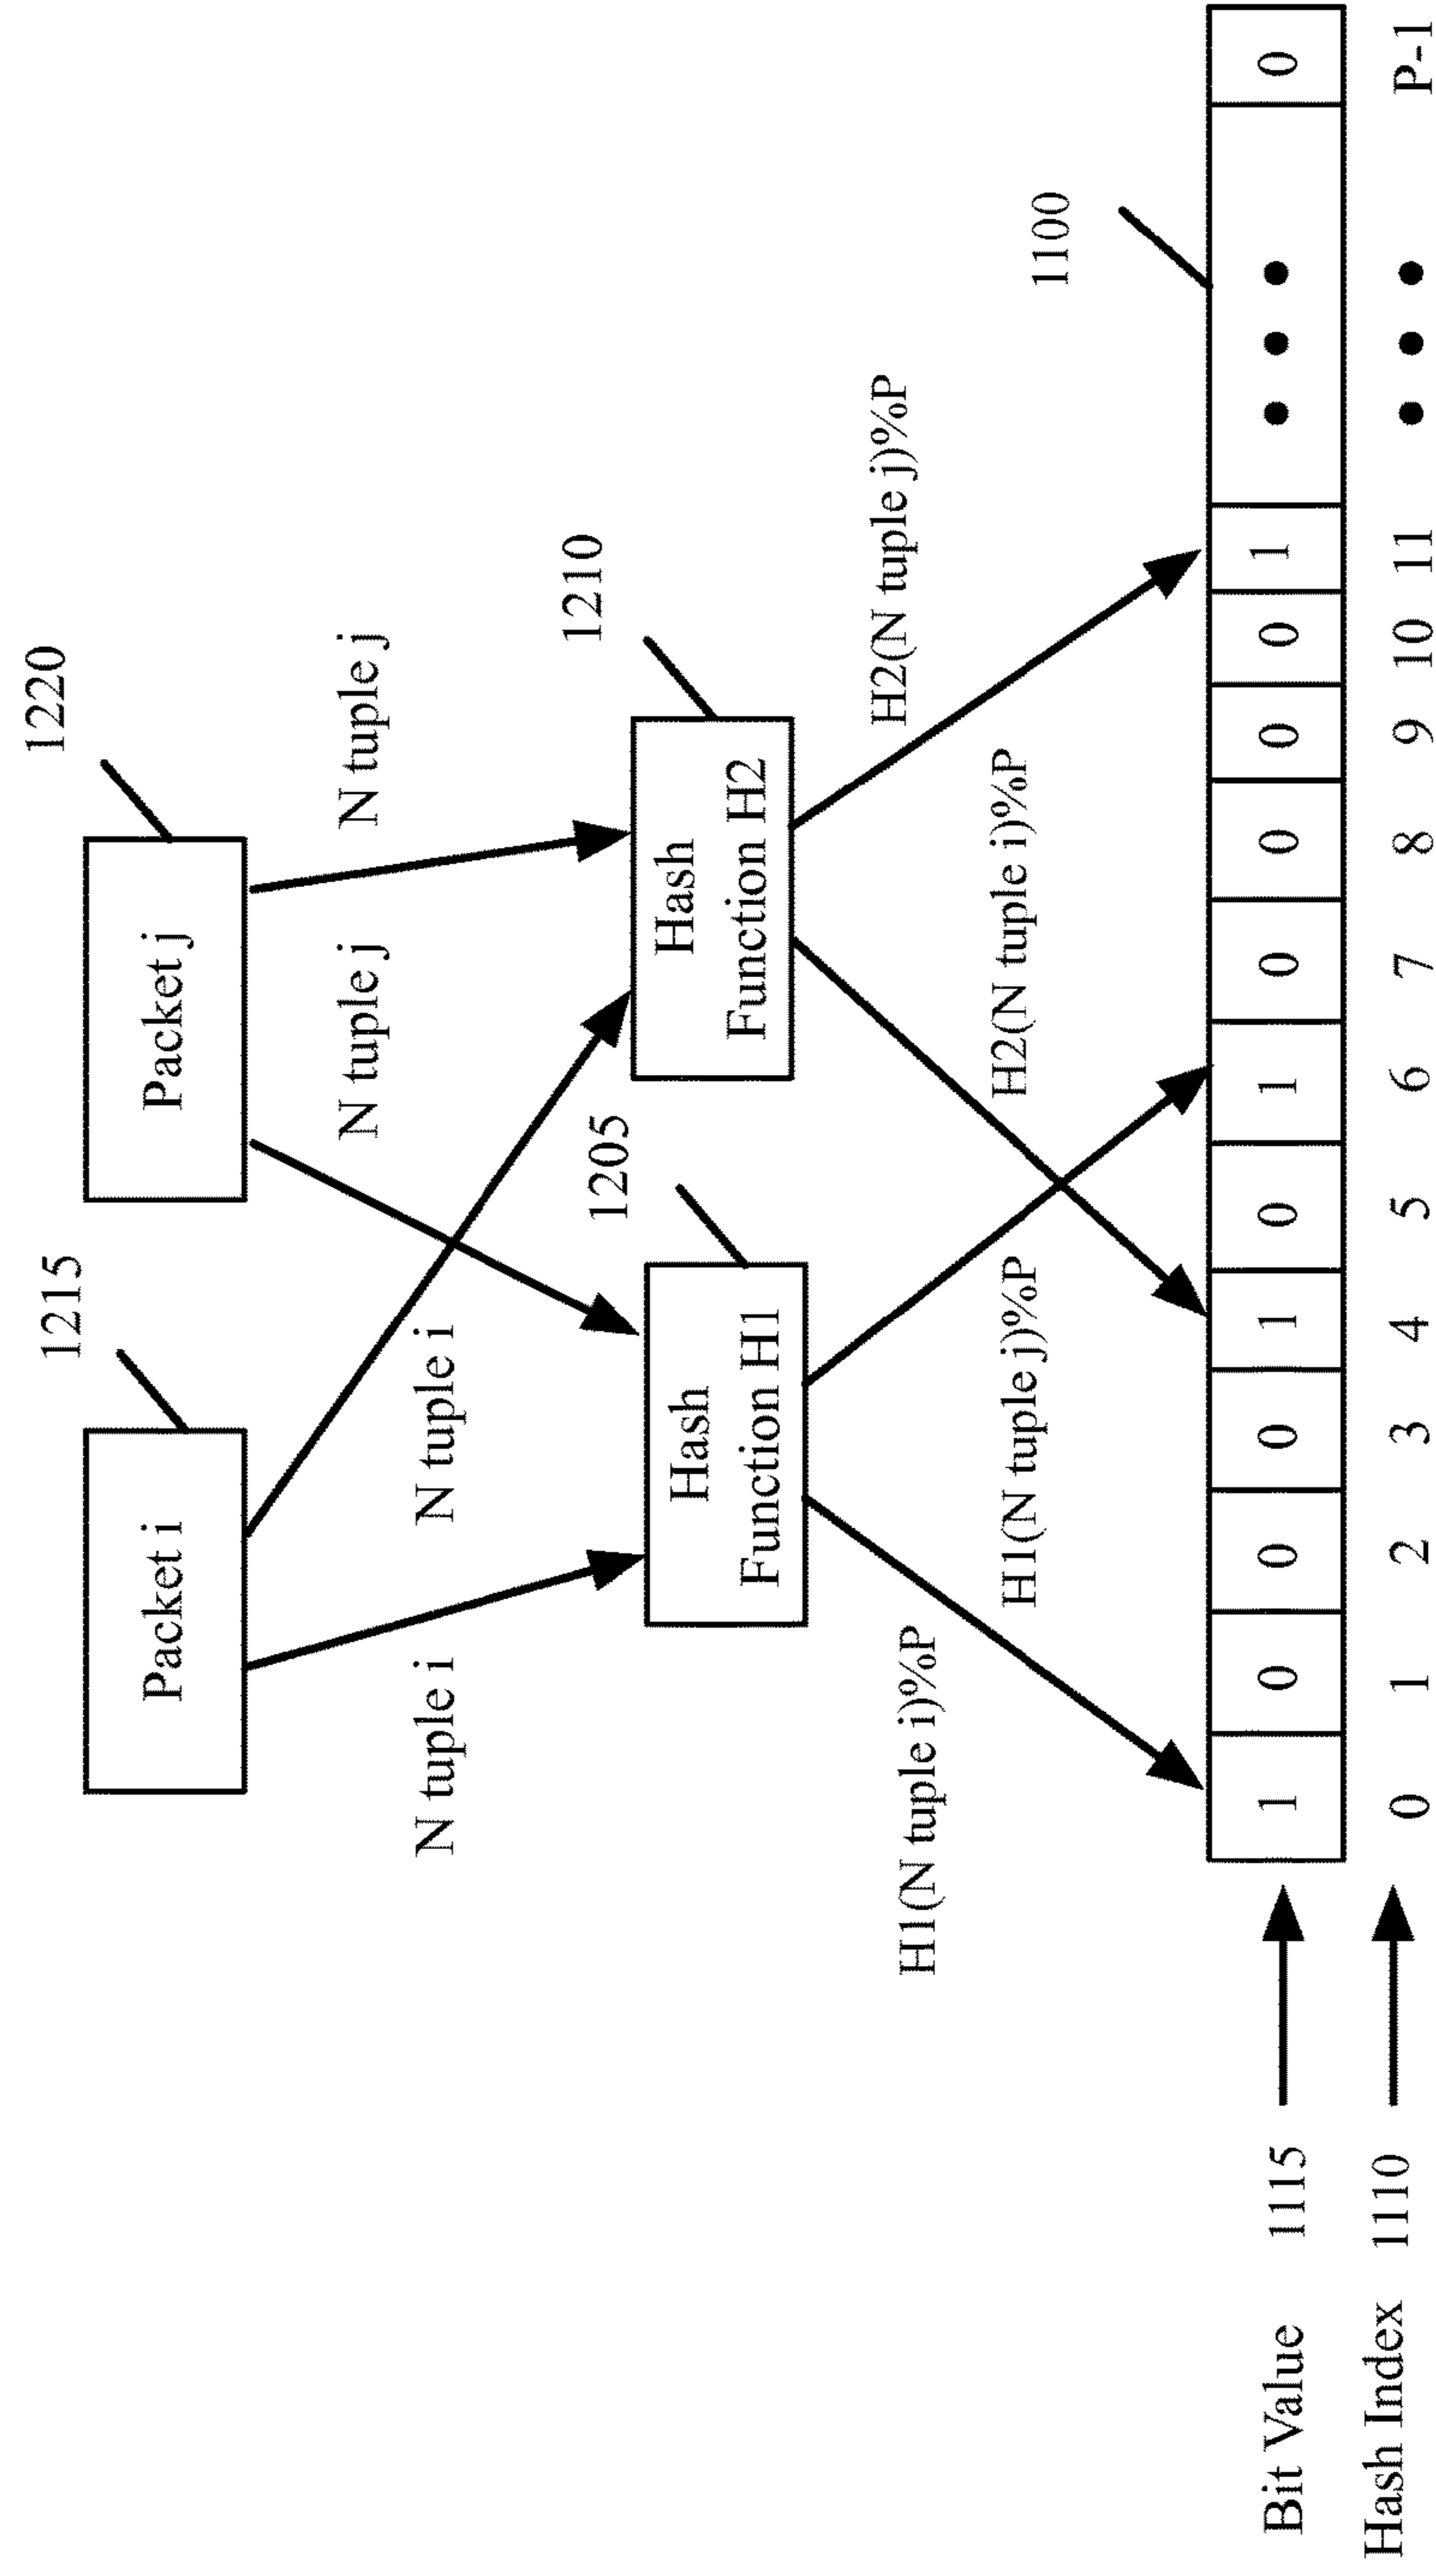 1215
1220
Packet i
Packet j
N tuple i
N tuple i
N tuple j
N tuple j
1205
1210
Hash
Function H1
Hash
Function H2
H1(N tuple i)%P
H1(N tuple j)%P
H2(N tuple i)%P
H2(N tuple j)%P
1100
Bit Value 1115 1 0 0 0 1 0 1 0 0 0 0 1 0
Hash Index 1110 0 1 2 3 4 5 6 7 8 9 10 11 P-1